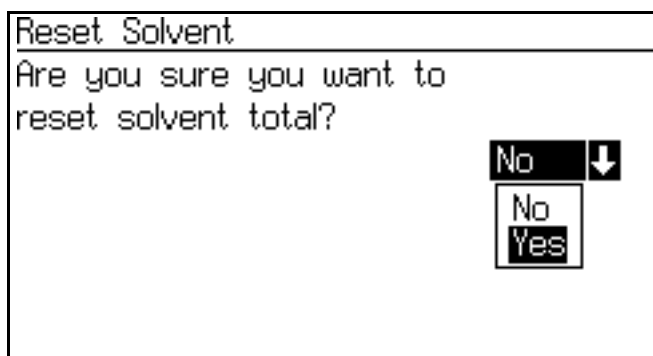 Reset Solvent
Are you sure you want to
reset solvent total?
No
No
Yes